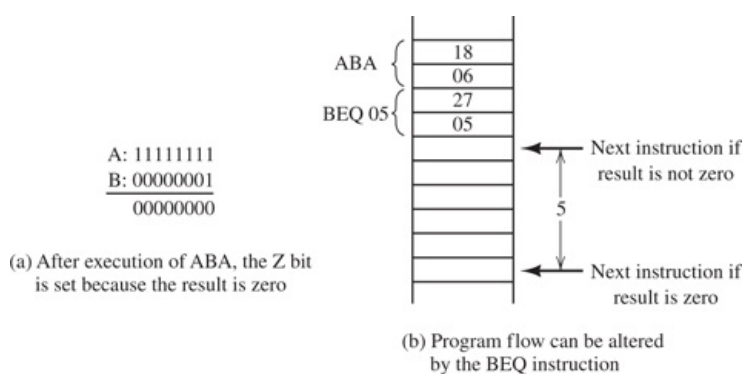 A: 11111111
B: 00000001
00000000
(a) After execution of ABA, the Z bit
is set because the result is zero
ABA
18
06
BEQ 05
27
05
Next instruction if
result is not zero
5
Next instruction if
result is zero
(b) Program flow can be altered
by the BEQ instruction